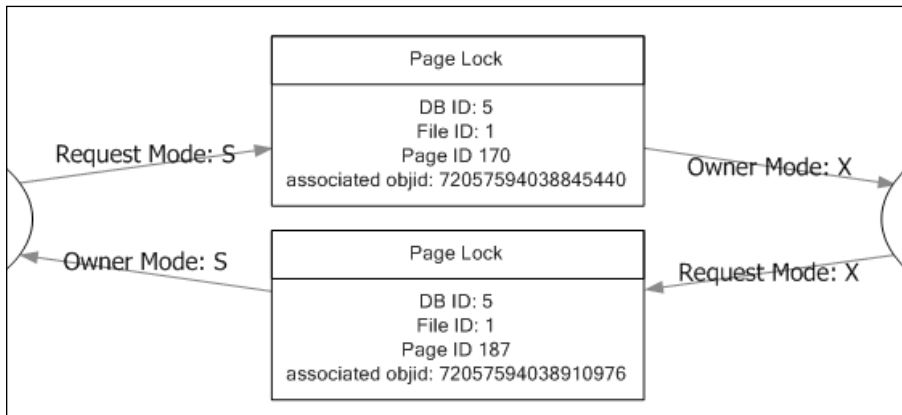 Page Lock
DB ID: 5
File ID: 1
Page ID 170
associated objid: 72057594038845440
Request Mode: S
Owner Mode: X
Page Lock
DB ID: 5
File ID: 1
Page ID 187
associated objid: 72057594038910976
Owner Mode: S
Request Mode: X